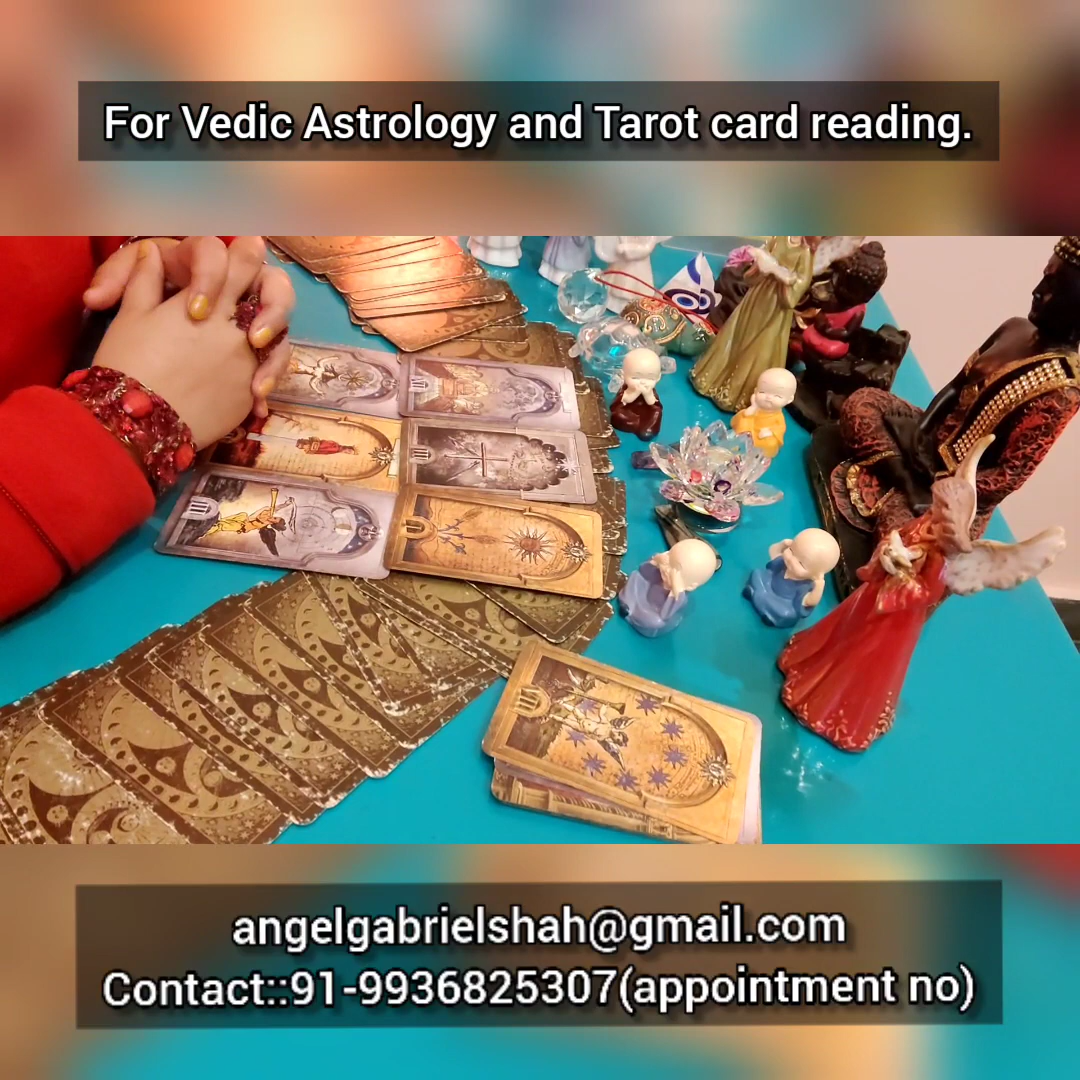 For Vedic Astrology and Tarot card reading.
angelgabrielshah@gmail.com
Contact::91-9936825307(appointment no)